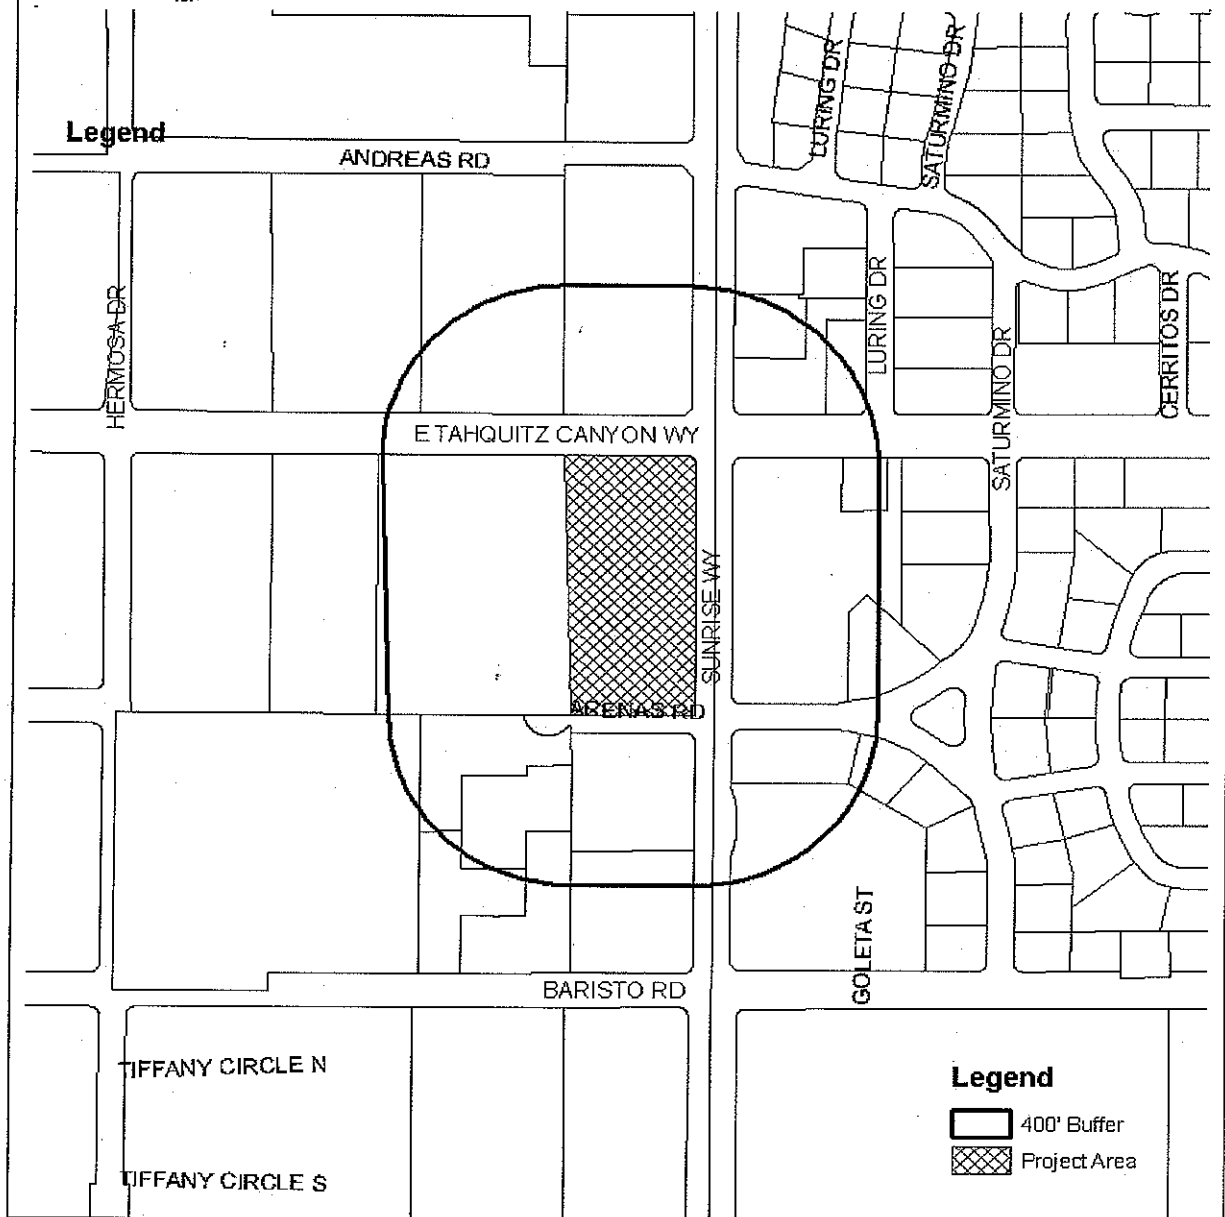 LURING DR
SATURMINO DR
Legend
ANDREAS RD
HERMOSA DR
LURING DR
SATURMINO DR
CERRITOS DR
E TAHQUITZ CANYON WY
SUNRISE WY
ARENAS RD
GOLETA ST
BARISTO RD
TIFFANY CIRCLE N
TIFFANY CIRCLE S
Legend
400' Buffer
Project Area